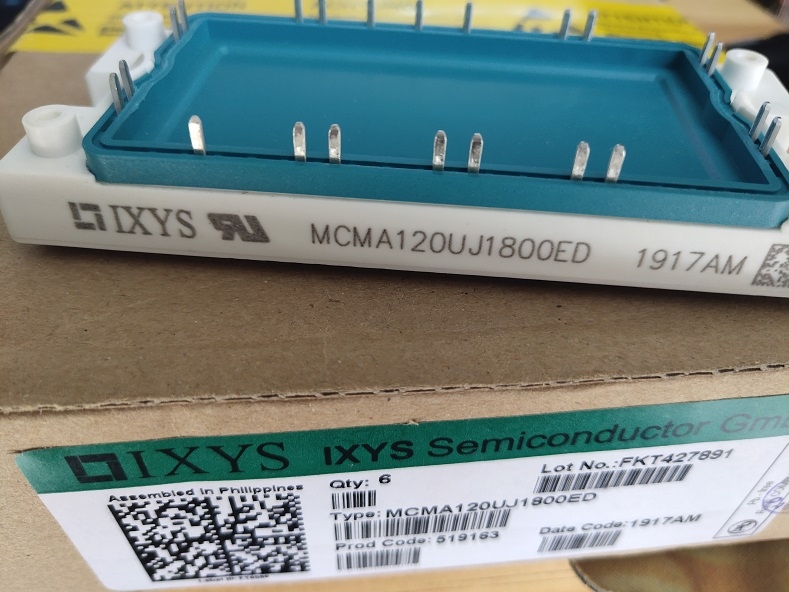 IXYS MCMA120UJ1800ED 1917AM
IXYS IXYS Semiconductor Gmb
Assembled in Philippines
Qty: 6
Lot No.:FKT427891
Type: MCMA120UJ1800ED
Prod Code: 519163
Date Code:1917AM